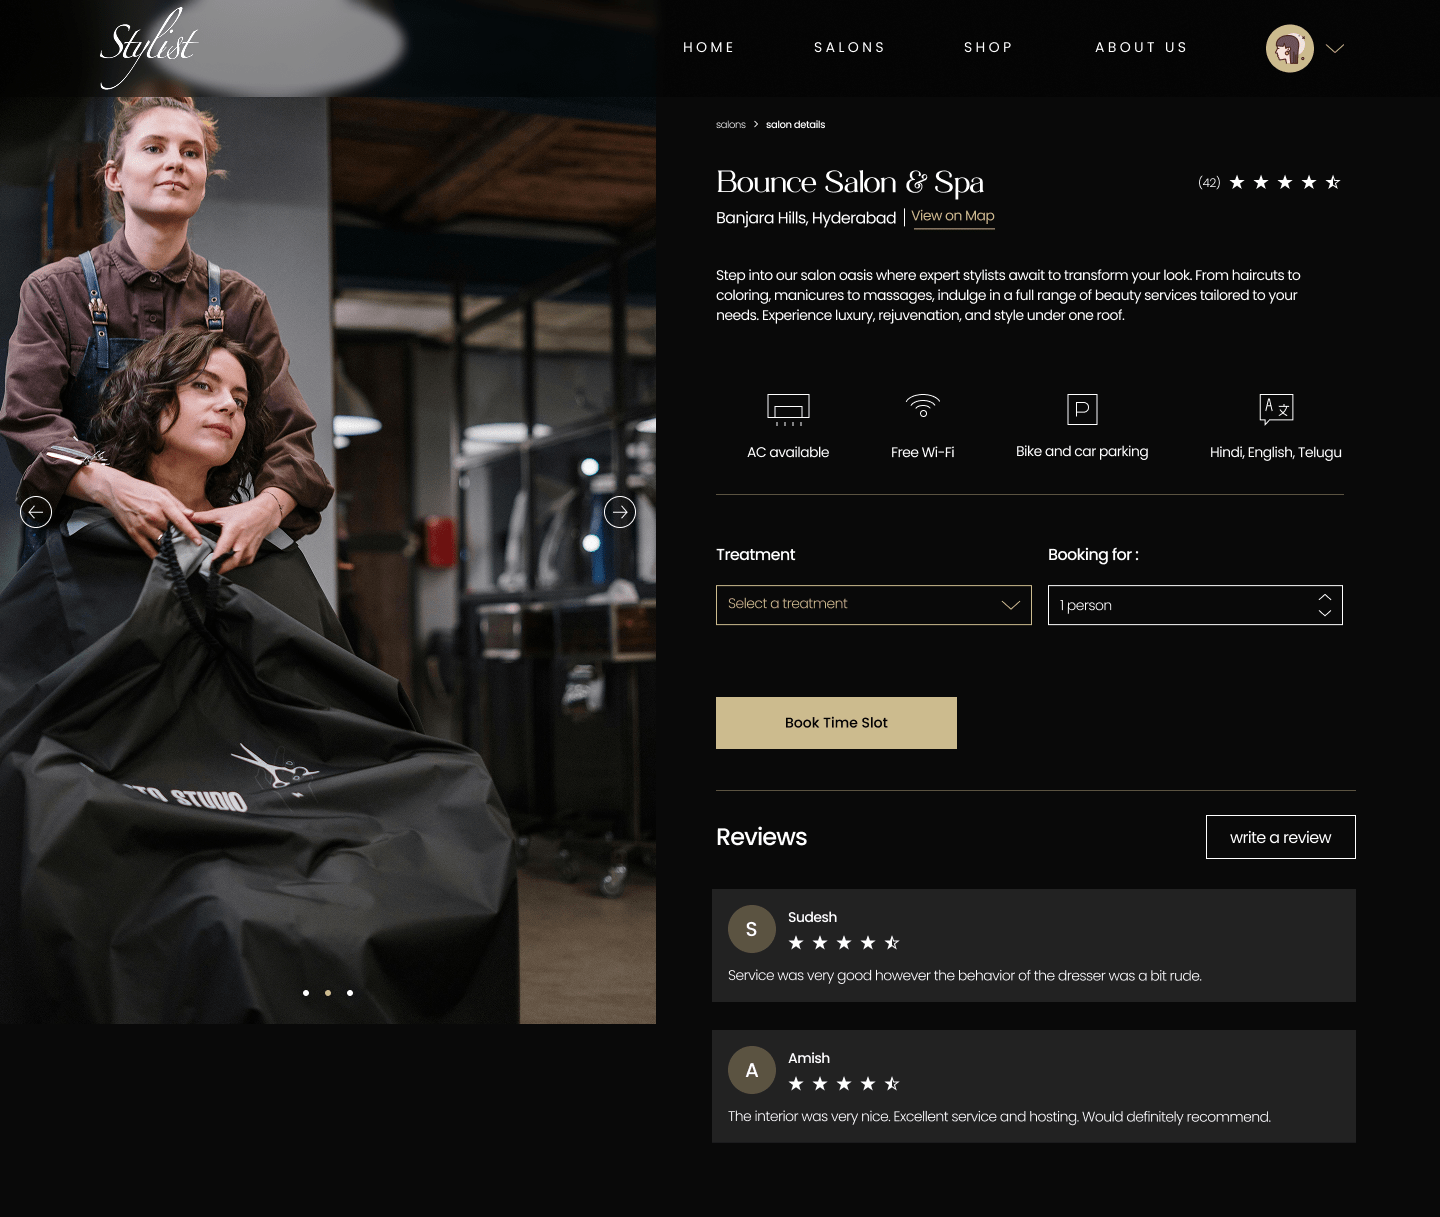 Stylist
HOME
SALONS
SHOP
ABOUT US
salons > salon details
Bounce Salon & Spa
(42)
Banjara Hills, Hyderabad | View on Map
Step into our salon oasis where expert stylists await to transform your look. From haircuts to
coloring, manicures to massages, indulge in a full range of beauty services tailored to your
needs. Experience luxury, rejuvenation, and style under one roof.
P
A 文
AC available
Free Wi-Fi
Bike and car parking
Hindi, English, Telugu
Treatment
Booking for :
Select a treatment
1 person
Book Time Slot
STUDIO
Reviews
write a review
S
Sudesh
Service was very good however the behavior of the dresser was a bit rude.
A
Amish
The interior was very nice. Excellent service and hosting. Would definitely recommend.